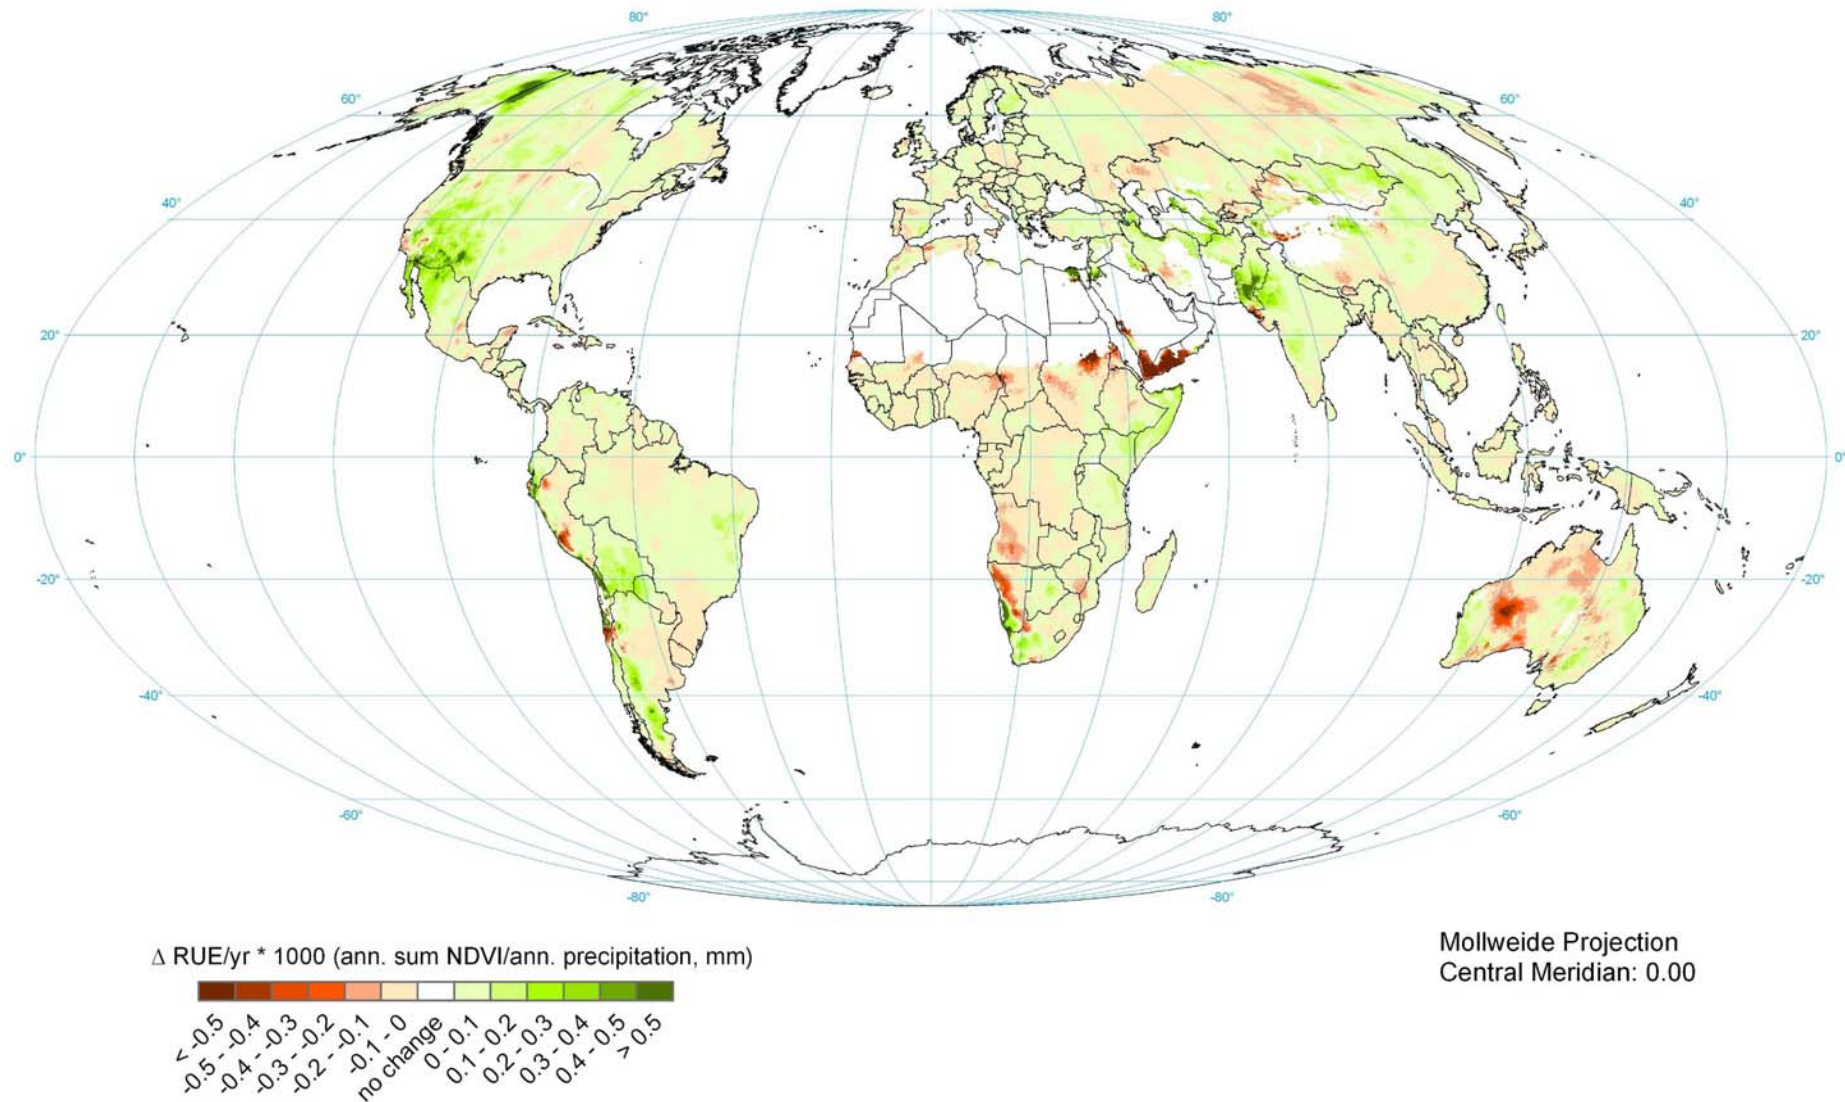 80° 80°
60° 60°
40° 40°
20° 20°
0° 0°
-20° -20°
-40° -40°
-60° -60°
-80° -80°
Δ RUE/yr * 1000 (ann. sum NDVI/ann. precipitation, mm)
< -0.5
-0.5 - -0.4
-0.4 - -0.3
-0.3 - -0.2
-0.2 - -0.1
-0.1 - 0
no change
0 - 0.1
0.1 - 0.2
0.2 - 0.3
0.3 - 0.4
0.4 - 0.5
> 0.5
Mollweide Projection
Central Meridian: 0.00